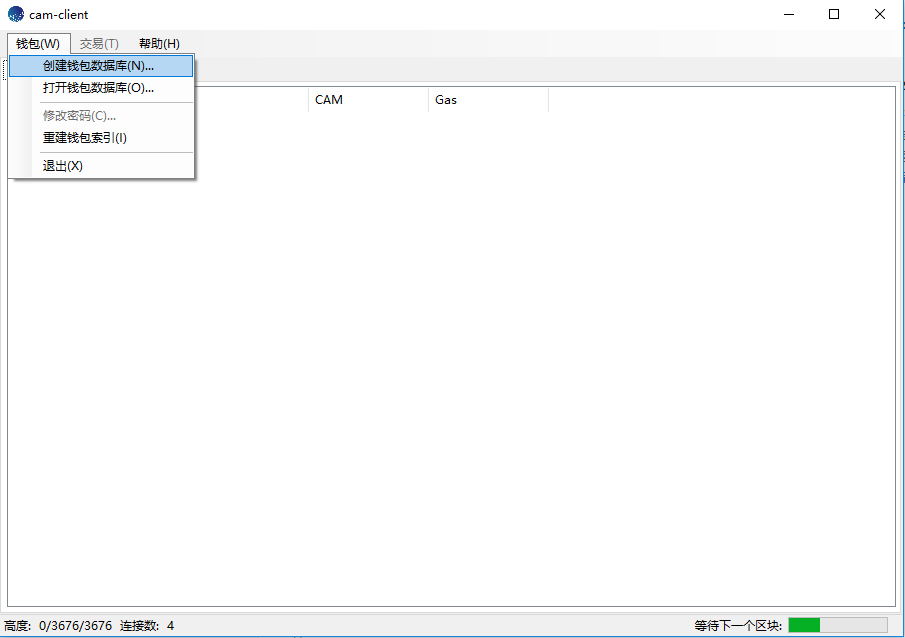 cam-client
钱包(W) 交易(T) 帮助(H)
创建钱包数据库(N)...
打开钱包数据库(O)...
CAM Gas
修改密码(C)...
重建钱包索引(I)
退出(X)
高度: 0/3676/3676 连接数: 4 等待下一个区块: